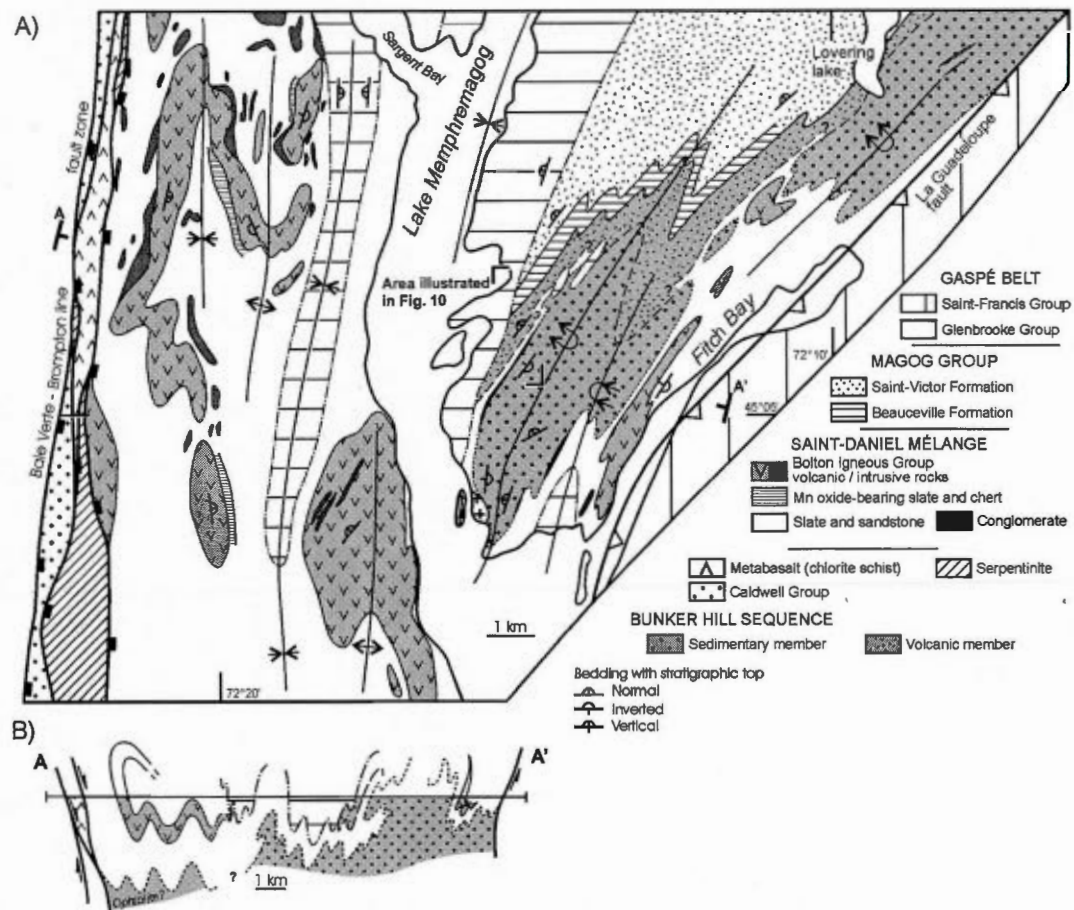 A)
Sargent Bay
Lake Memphremagog
Lovering lake
fault zone
Baie Verte - Brompton line
A
La Guadeloupe fault
Area illustrated in Fig. 10
Fitch Bay
72°10'
A'
45°05'
72°20'
1 km
GASPÉ BELT
Saint-Francis Group
Glenbrooke Group
MAGOG GROUP
Saint-Victor Formation
Beauceville Formation
SAINT-DANIEL MÉLANGE
Bolton Igneous Group
volcanic / intrusive rocks
Mn oxide-bearing slate and chert
Slate and sandstone
Conglomerate
Metabasalt (chlorite schist)
Serpentinite
Caldwell Group
BUNKER HILL SEQUENCE
Sedimentary member
Volcanic member
Bedding with stratigraphic top
Normal
Inverted
Vertical
B)
A
A'
?
?
1 km
Ophiolite?